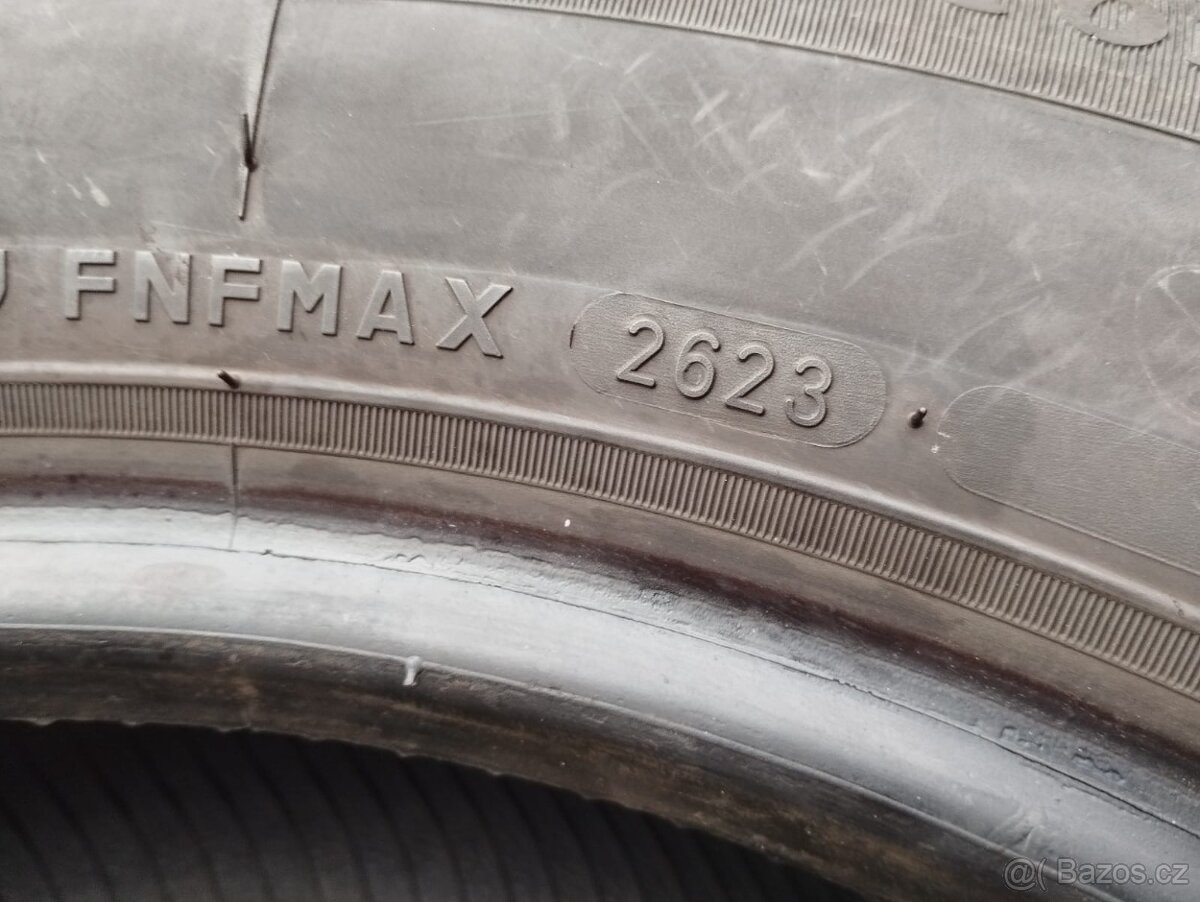 FNFMAX 2623
@( Bazos.cz